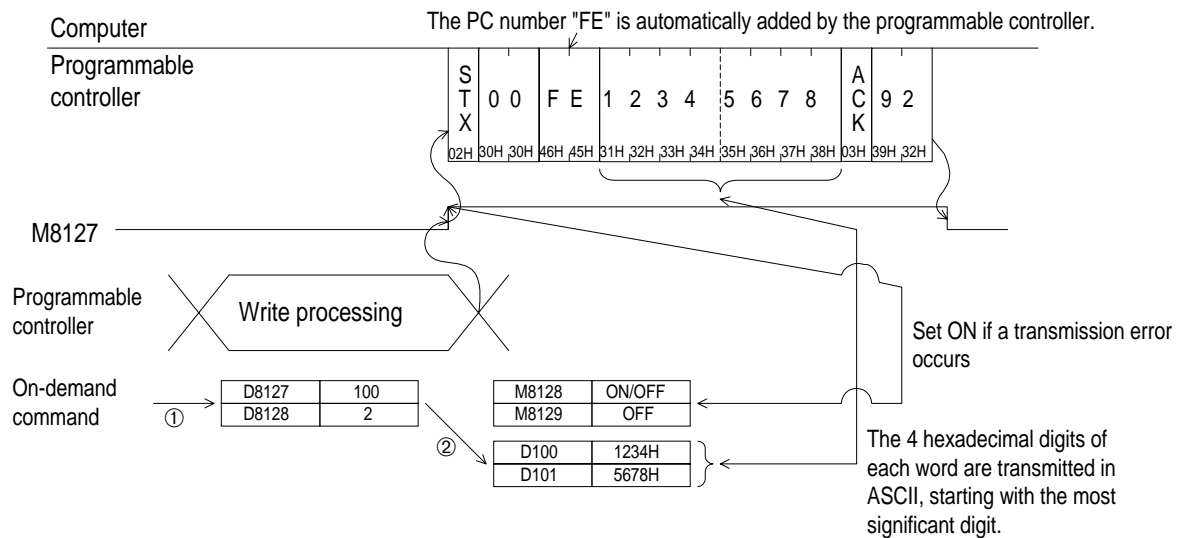 The PC number "FE" is automatically added by the programmable controller.
Computer
Programmable
controller
STX 0 0 F E 1 2 3 4 5 6 7 8 ACK 9 2
02H 30H 30H 46H 45H 31H 32H 33H 34H 35H 36H 37H 38H 03H 39H 32H
M8127
Programmable
controller
Write processing
Set ON if a transmission error
occurs
On-demand
command
①
D8127 100
D8128 2
②
M8128 ON/OFF
M8129 OFF
D100 1234H
D101 5678H
The 4 hexadecimal digits of
each word are transmitted in
ASCII, starting with the most
significant digit.